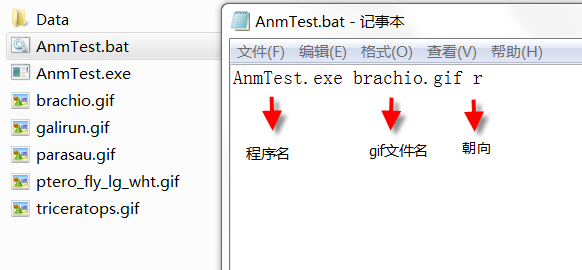 Data
AnmTest.bat
AnmTest.exe
brachio.gif
galirun.gif
parasau.gif
ptero_fly_lg_wht.gif
triceratops.gif
AnmTest.bat - 记事本
文件(F) 编辑(E) 格式(O) 查看(V) 帮助(H)
AnmTest.exe brachio.gif r
程序名 gif文件名 朝向